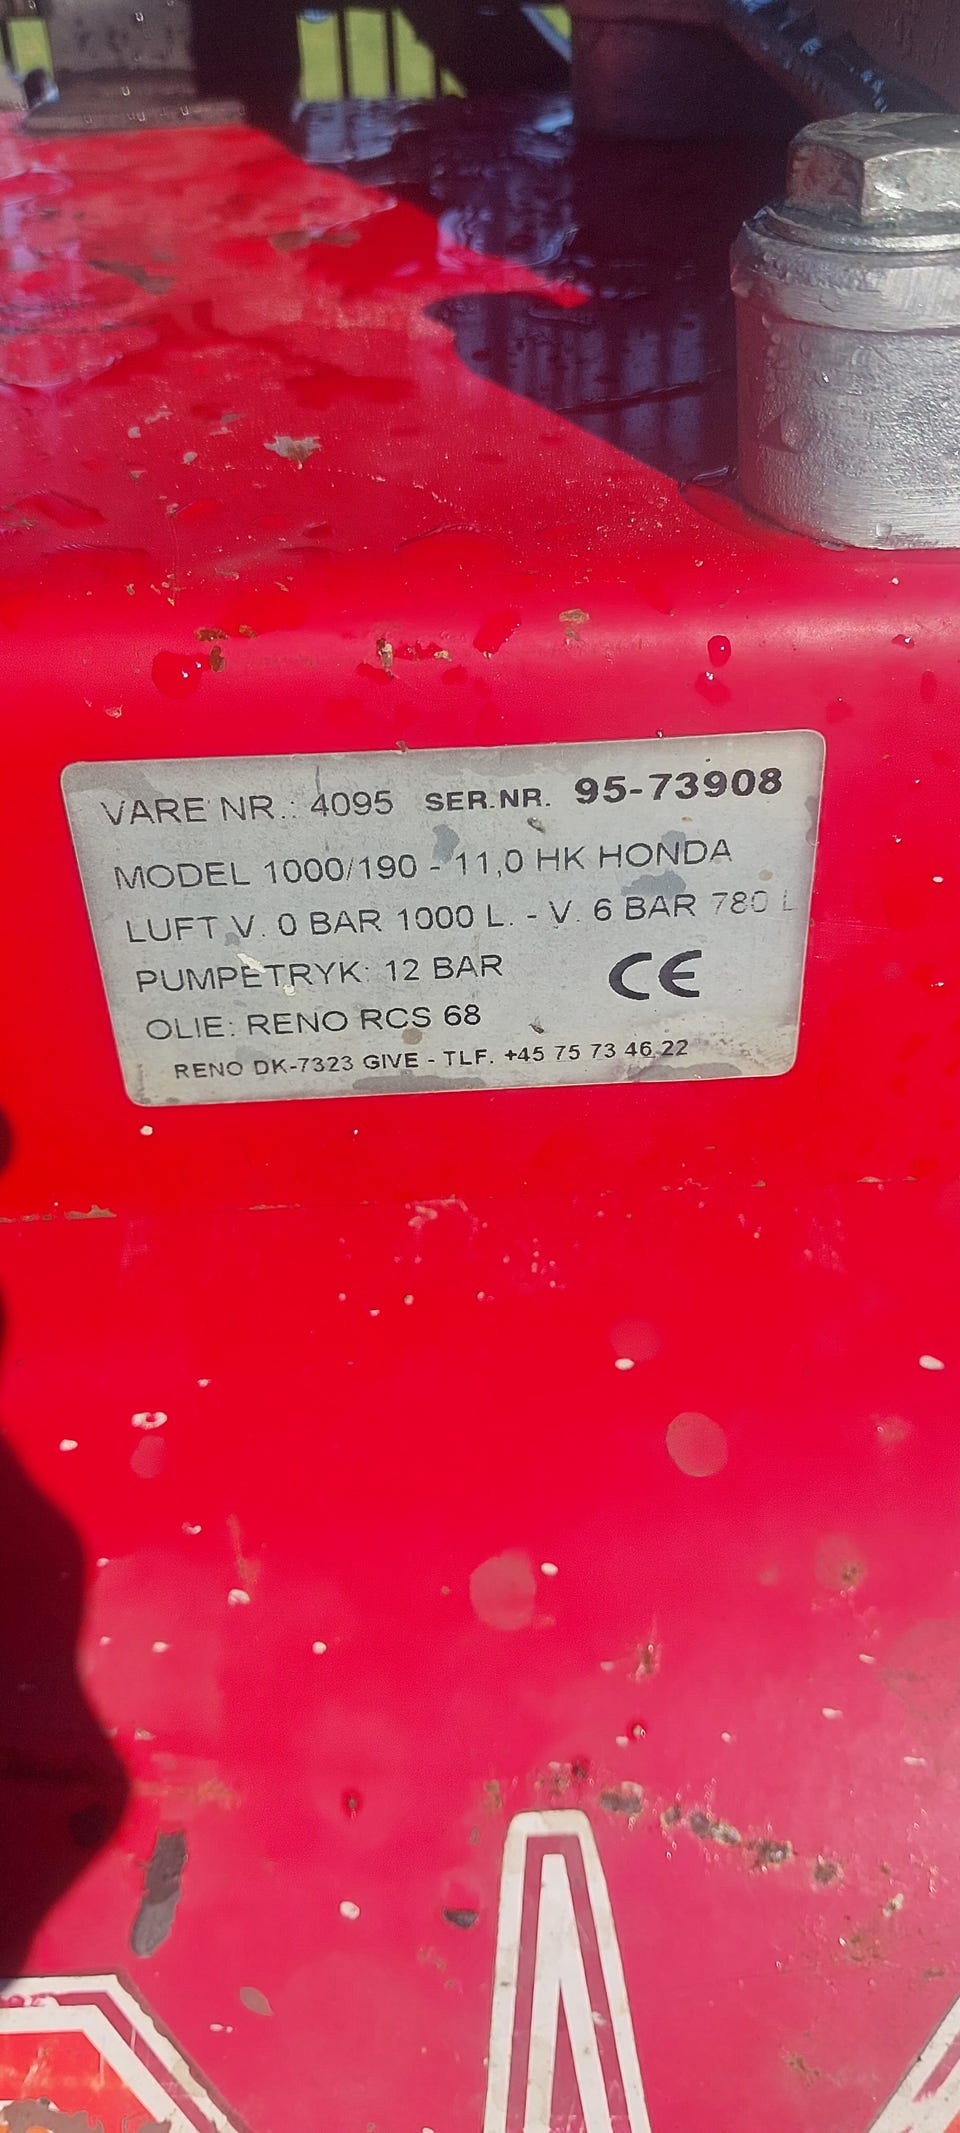 VARE NR.: 4095 SER.NR. 95-73908
MODEL 1000/190 - 11,0 HK HONDA
LUFT V. 0 BAR 1000 L. - V. 6 BAR 780 L
PUMPETRYK: 12 BAR
OLIE: RENO RCS 68
RENO DK-7323 GIVE - TLF. +45 75 73 46 22
CE